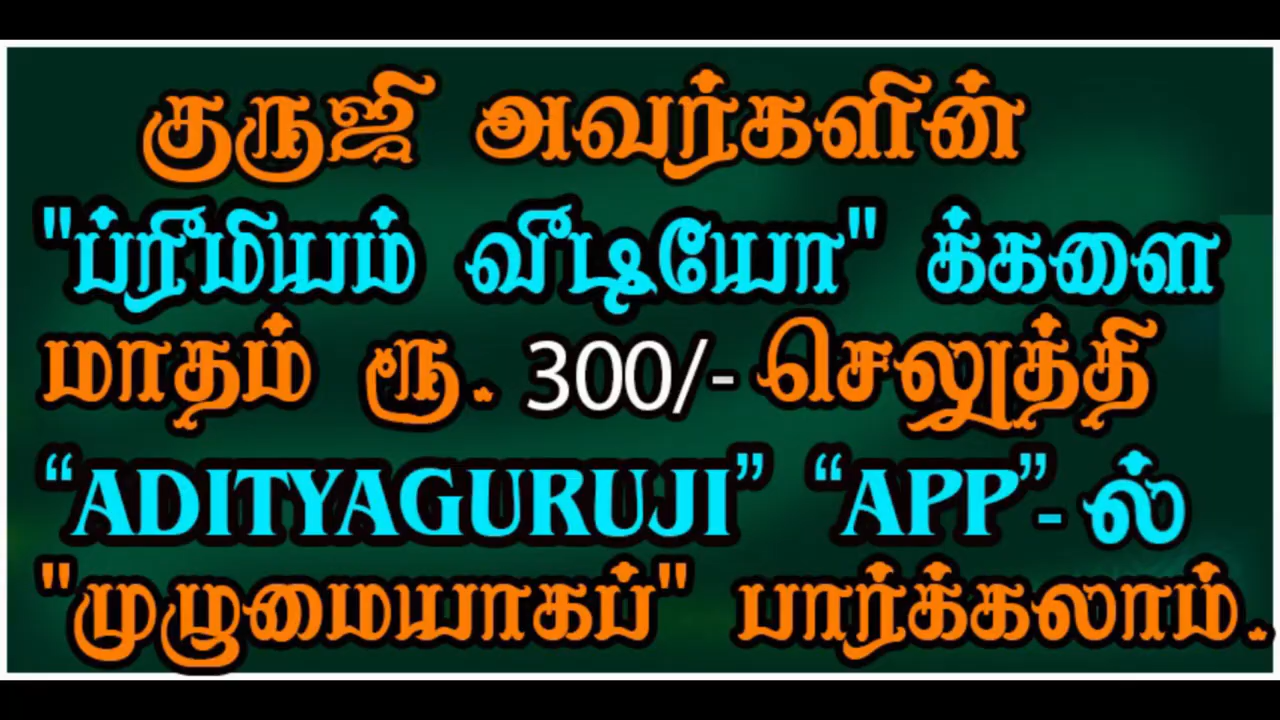 குருஜி அவர்களின்
"ப்ரீமியம் வீடியோ" க்களை
மாதம் ரூ. 300/- செலுத்தி
“ADITYAGURUJI” “APP”-ல்
"முழுமையாகப்" பார்க்கலாம்.